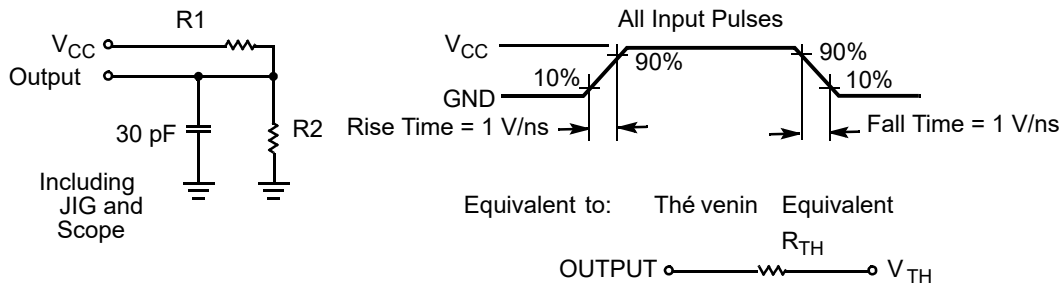 R1
VCC
Output
30 pF
R2
Including
JIG and
Scope
All Input Pulses
VCC
90%
90%
10%
10%
GND
Rise Time = 1 V/ns
Fall Time = 1 V/ns
Equivalent to: Thé venin Equivalent
RTH
OUTPUT
VTH